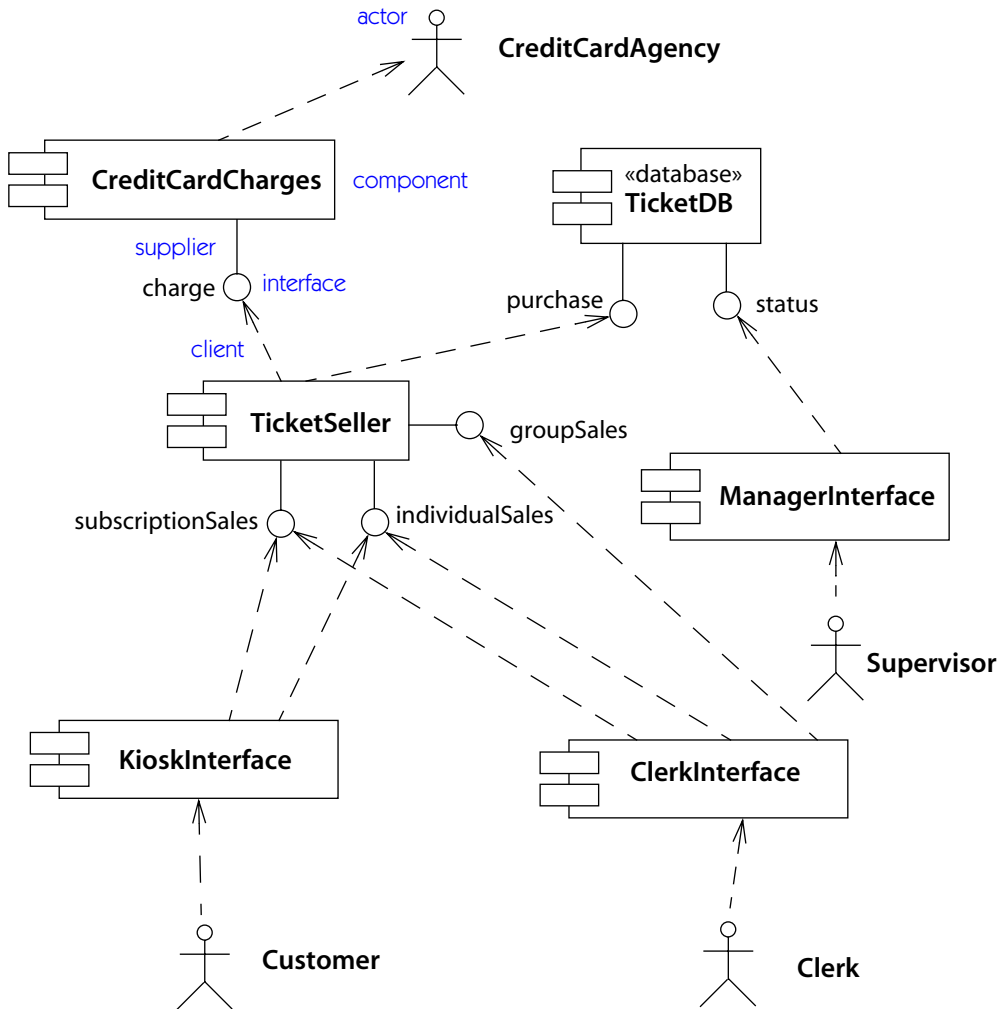 actor
CreditCardAgency
CreditCardCharges
component
«database»
TicketDB
supplier
charge
interface
purchase
status
client
TicketSeller
groupSales
ManagerInterface
subscriptionSales
individualSales
Supervisor
KioskInterface
ClerkInterface
Customer
Clerk